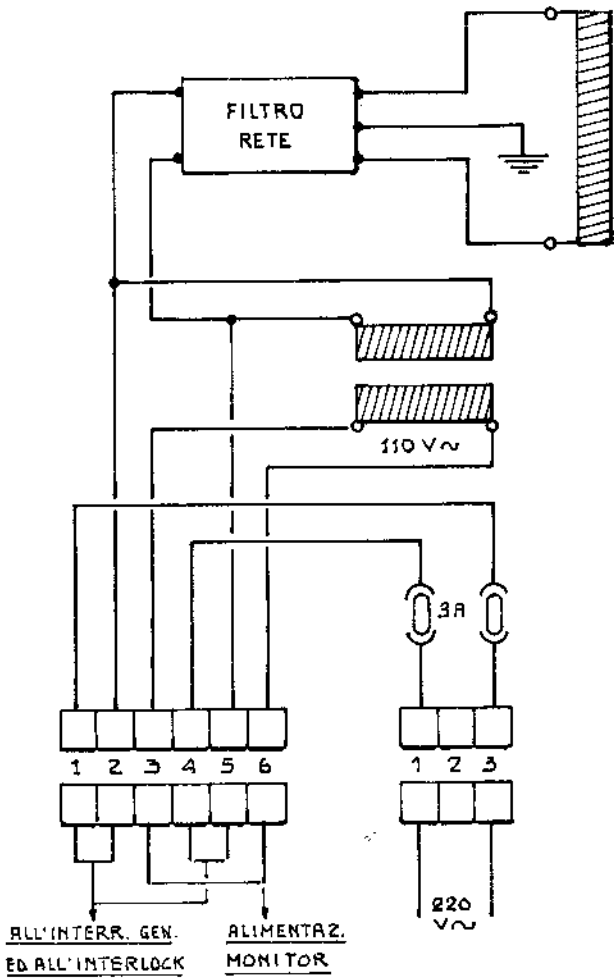 FILTRO
RETE
110 V~
3A
1 2 3 4 5 6
1 2 3
220
V~
ALL'INTERR. GEN.
ED ALL'INTERLOCK
ALIMENTAZ.
MONITOR